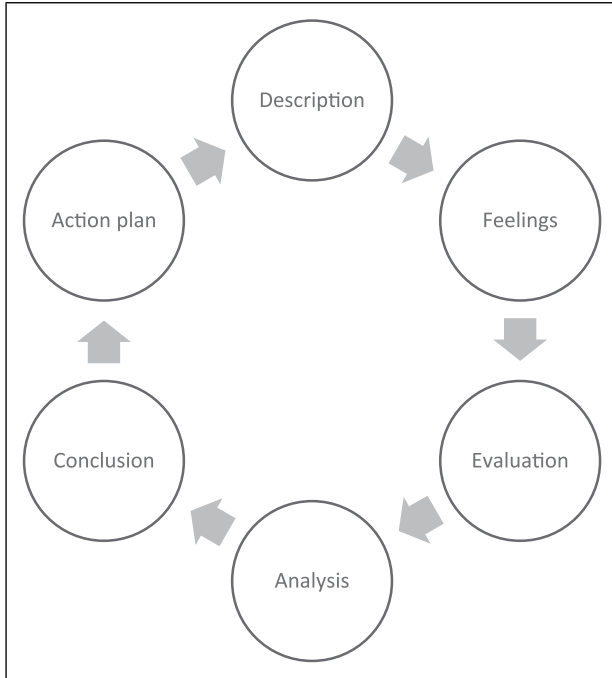 Description
Feelings
Evaluation
Analysis
Conclusion
Action plan